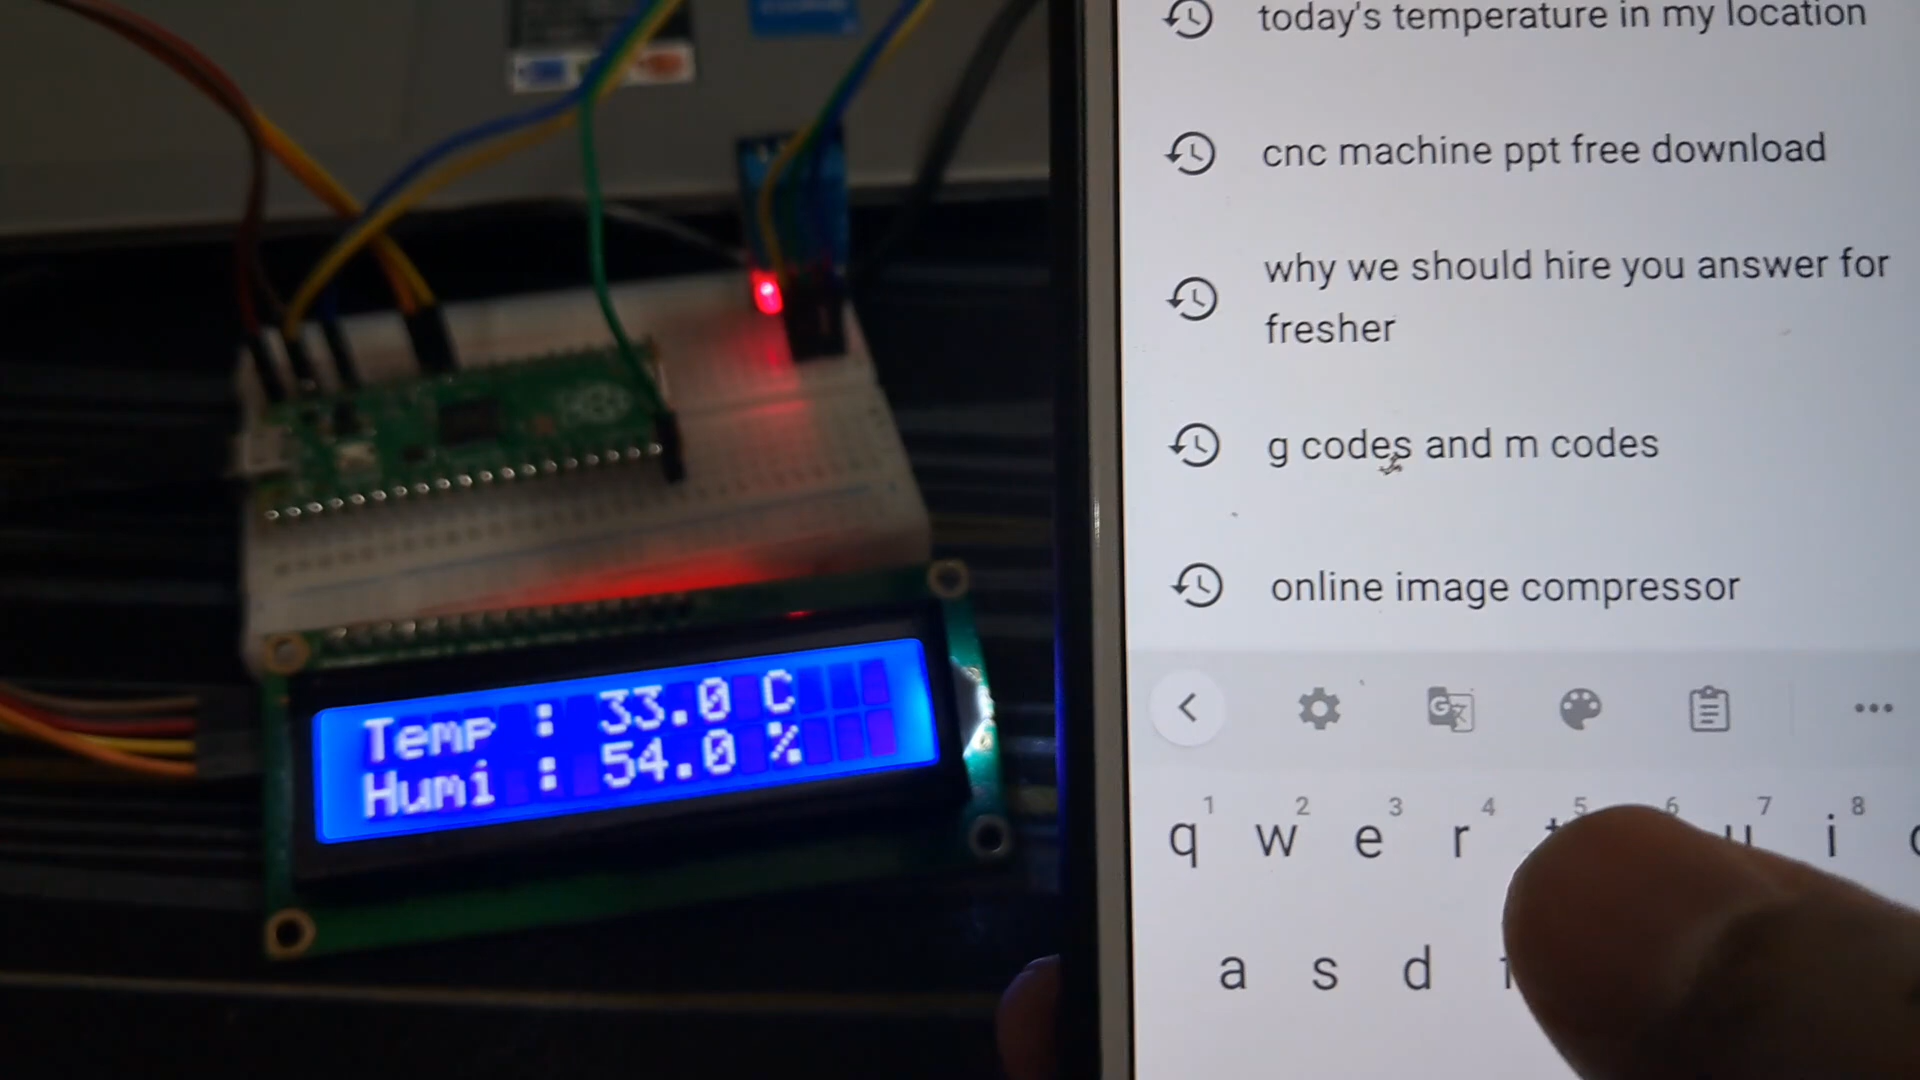 Temp : 33.0 C
Humi : 54.0 %
today's temperature in my location
cnc machine ppt free download
why we should hire you answer for
fresher
g codes and m codes
online image compressor
1 2 3 4 5 6 7 8
q w e r t u i
a s d f